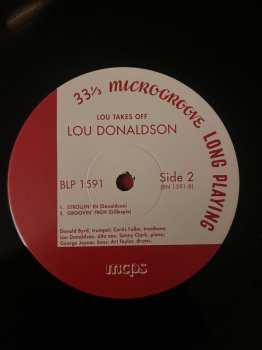 33⅓ MICROGROOVE LONG PLAYING
LOU TAKES OFF
LOU DONALDSON
BLP 1591
Side 2
(BN 1591-B)
1. STROLLIN' IN (Donaldson)
2. GROOVIN' HIGH (Gillespie)
Donald Byrd, trumpet; Curtis Fuller, trombone;
Lou Donaldson, alto sax; Sonny Clark, piano;
George Joyner, bass; Art Taylor, drums.
mcps